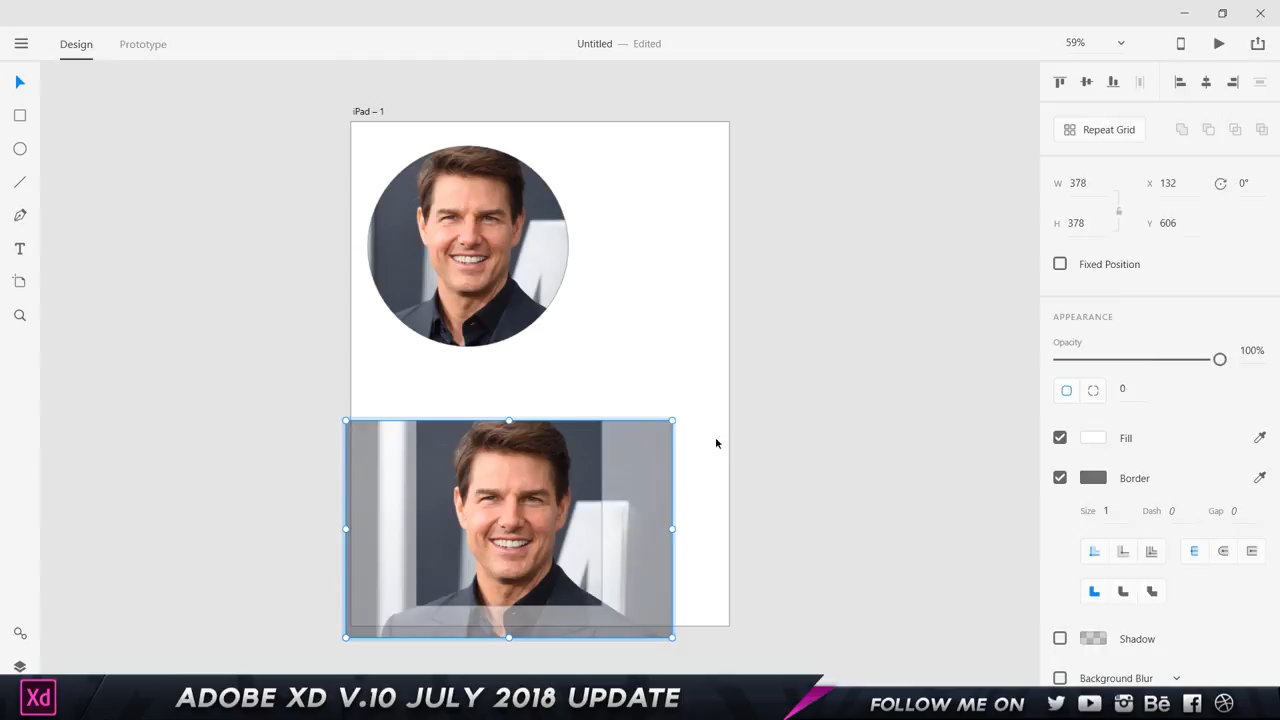 Design
Prototype
Untitled — Edited
59%
iPad – 1
Repeat Grid
W 378
X 132
0°
H 378
Y 606
Fixed Position
APPEARANCE
Opacity
100%
0
Fill
Border
Size 1
Dash 0
Gap 0
Shadow
Background Blur
Xd
ADOBE XD V.10 JULY 2018 UPDATE
FOLLOW ME ON
Bē